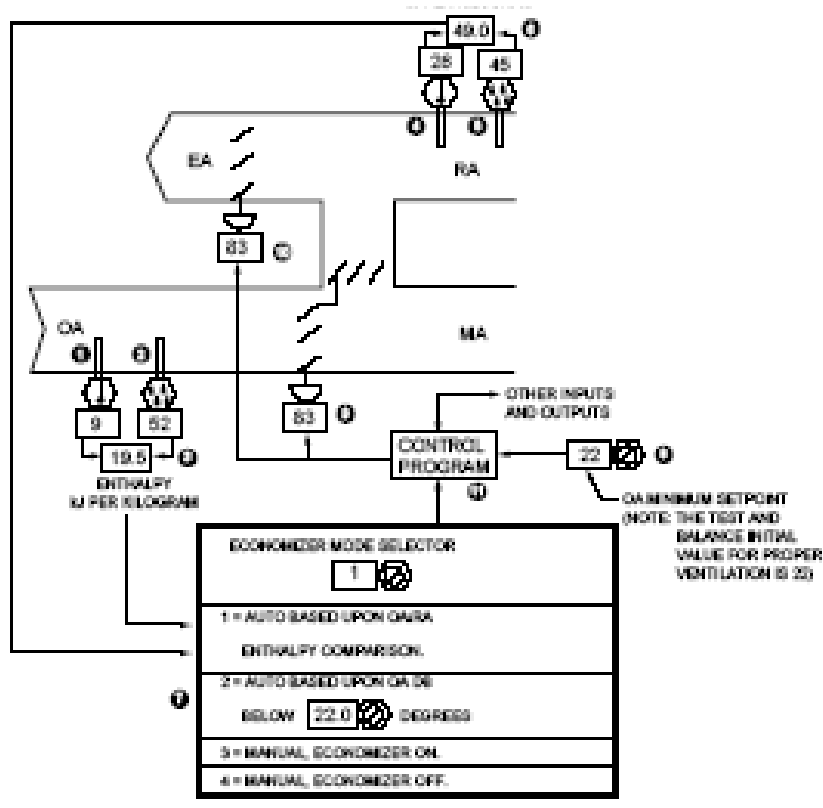 49.0
28
45
EA
RA
63
OA
MA
9
52
63
19.5
ENTHALPY
kJ PER KILOGRAM
OTHER INPUTS
AND OUTPUTS
CONTROL
PROGRAM
22
OA MINIMUM SETPOINT
(NOTE: THE TEST AND
BALANCE INITIAL
VALUE FOR PROPER
VENTILATION IS 22)
ECONOMIZER MODE SELECTOR
1
1 = AUTO BASED UPON OA/RA
ENTHALPY COMPARISON.
2 = AUTO BASED UPON OA DB
BELOW 22.0 DEGREES
3 = MANUAL, ECONOMIZER ON.
4 = MANUAL, ECONOMIZER OFF.